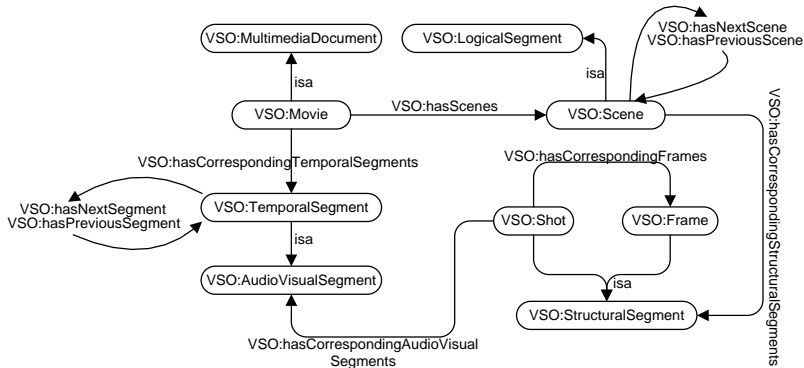 VSO:MultimediaDocument
VSO:LogicalSegment
VSO:hasNextScene
VSO:hasPreviousScene
isa
isa
VSO:Movie
VSO:hasScenes
VSO:Scene
VSO:hasCorrespondingTemporalSegments
VSO:hasCorrespondingFrames
VSO:hasCorrespondingStructuralSegments
VSO:hasNextSegment
VSO:hasPreviousSegment
VSO:TemporalSegment
VSO:Shot
VSO:Frame
isa
VSO:AudioVisualSegment
isa
VSO:StructuralSegment
VSO:hasCorrespondingAudioVisual
Segments